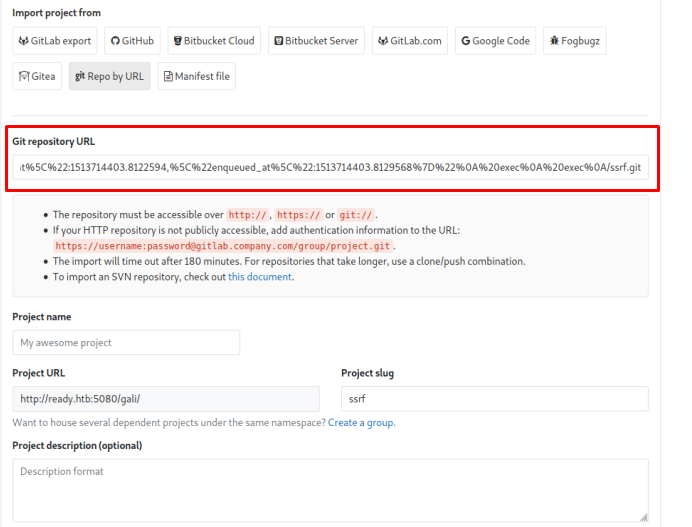 Import project from
GitLab export GitHub Bitbucket Cloud Bitbucket Server GitLab.com Google Code Fogbugz
Gitea git Repo by URL Manifest file
Git repository URL
t%5C%22:1513714403.8122594,%5C%22enqueued_at%5C%22:1513714403.8129568%7D%22%0A%20exec%0A%20exec%0A/ssrf.git
• The repository must be accessible over http://, https:// or git://.
• If your HTTP repository is not publicly accessible, add authentication information to the URL:
https://username:password@gitlab.company.com/group/project.git.
• The import will time out after 180 minutes. For repositories that take longer, use a clone/push combination.
• To import an SVN repository, check out this document.
Project name
My awesome project
Project URL Project slug
http://ready.htb:5080/gali/ ssrf
Want to house several dependent projects under the same namespace? Create a group.
Project description (optional)
Description format